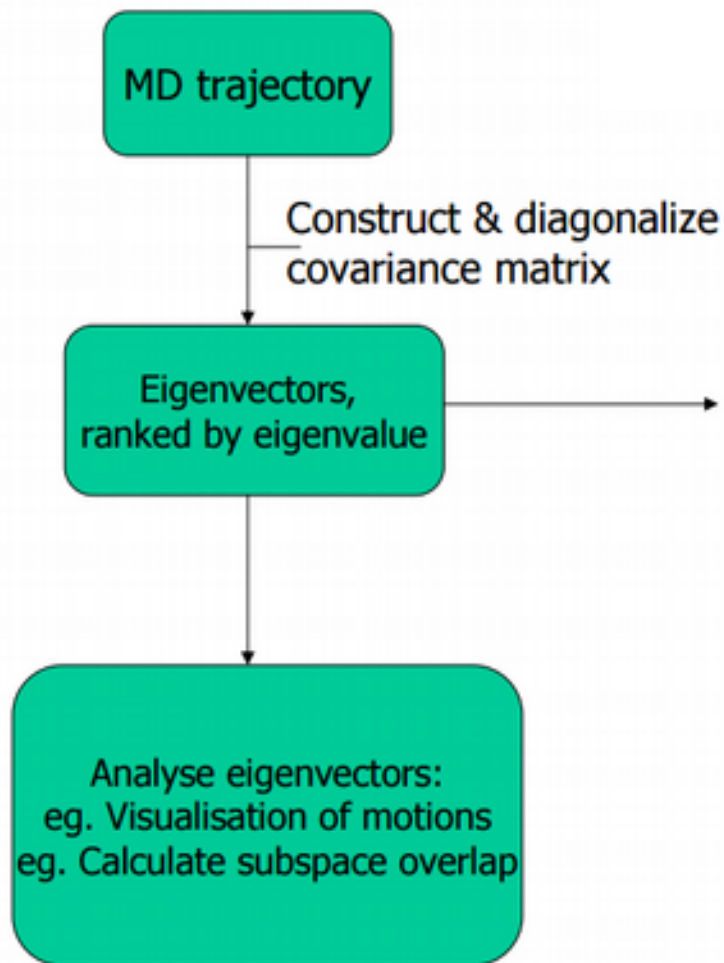 MD trajectory
Construct & diagonalize
covariance matrix
Eigenvectors,
ranked by eigenvalue
Analyse eigenvectors:
eg. Visualisation of motions
eg. Calculate subspace overlap